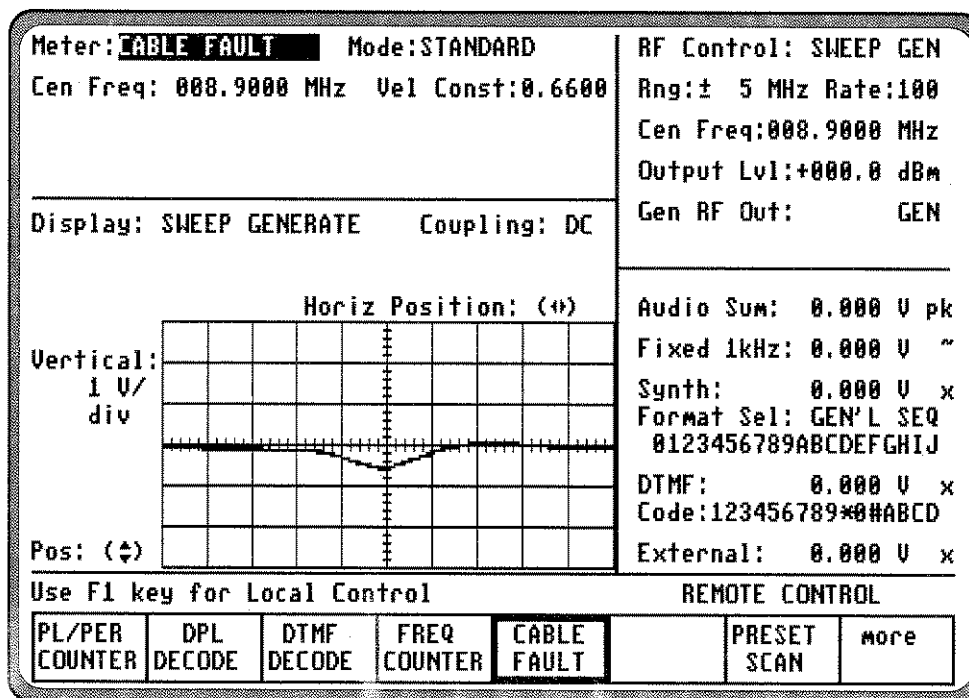 Meter:CABLE FAULT Mode:STANDARD
Cen Freq: 008.9000 MHz Vel Const:0.6600
RF Control: SWEEP GEN
Rng:± 5 MHz Rate:100
Cen Freq:008.9000 MHz
Output Lvl:+000.0 dBm
Gen RF Out: GEN
Display: SWEEP GENERATE Coupling: DC
Horiz Position: (◂▸)
Vertical:
1 V/
div
Pos: (▲▼)
Audio Sum: 0.000 V pk
Fixed 1kHz: 0.000 V ~
Synth: 0.000 V x
Format Sel: GEN'L SEQ
0123456789ABCDEFGHIJ
DTMF: 0.000 V x
Code:123456789*0#ABCD
External: 0.000 V x
Use F1 key for Local Control
REMOTE CONTROL
PL/PER COUNTER
DPL DECODE
DTMF DECODE
FREQ COUNTER
CABLE FAULT
PRESET SCAN
more